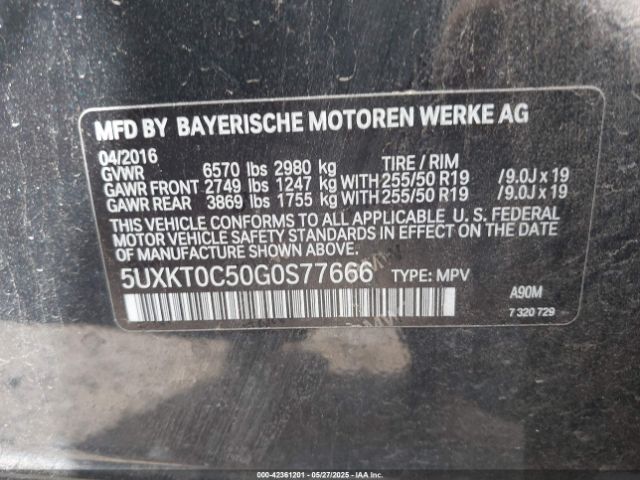 MFD BY BAYERISCHE MOTOREN WERKE AG
04/2016 TIRE / RIM
GVWR 6570 lbs 2980 kg
GAWR FRONT 2749 lbs 1247 kg WITH 255/50 R19 /9.0J x 19
GAWR REAR 3869 lbs 1755 kg WITH 255/50 R19 /9.0J x 19
THIS VEHICLE CONFORMS TO ALL APPLICABLE U. S. FEDERAL
MOTOR VEHICLE SAFETY STANDARDS IN EFFECT ON THE DATE
OF MANUFACTURE SHOWN ABOVE.
5UXKT0C50G0S77666 TYPE: MPV
A90M
7 320 729
000-42361201 - 05/27/2025 - IAAI.COM